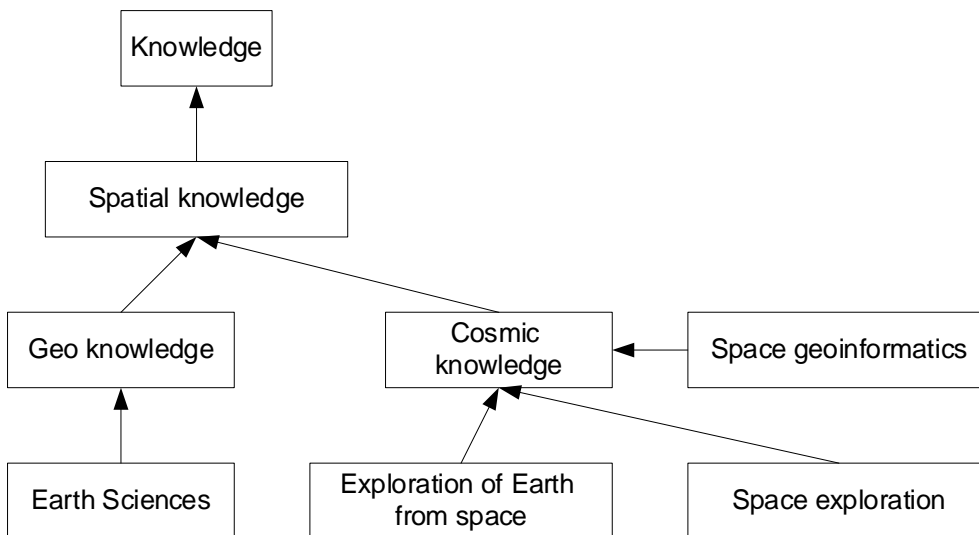 Knowledge
Spatial knowledge
Geo knowledge
Cosmic
knowledge
Space geoinformatics
Earth Sciences
Exploration of Earth
from space
Space exploration